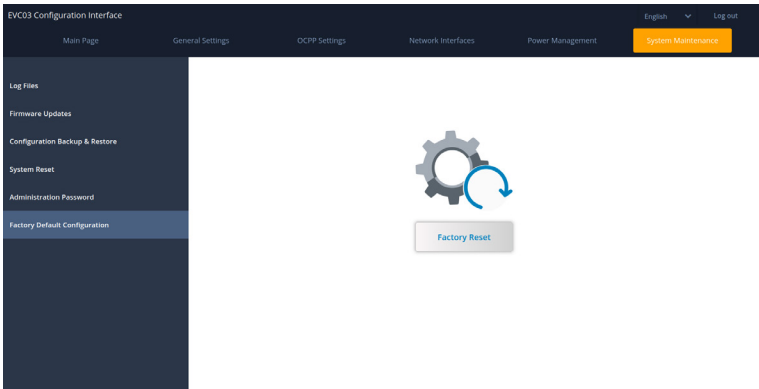 EVC03 Configuration Interface
English
Log out
Main Page
General Settings
OCPP Settings
Network Interfaces
Power Management
System Maintenance
Log Files
Firmware Updates
Configuration Backup & Restore
System Reset
Administration Password
Factory Default Configuration
Factory Reset